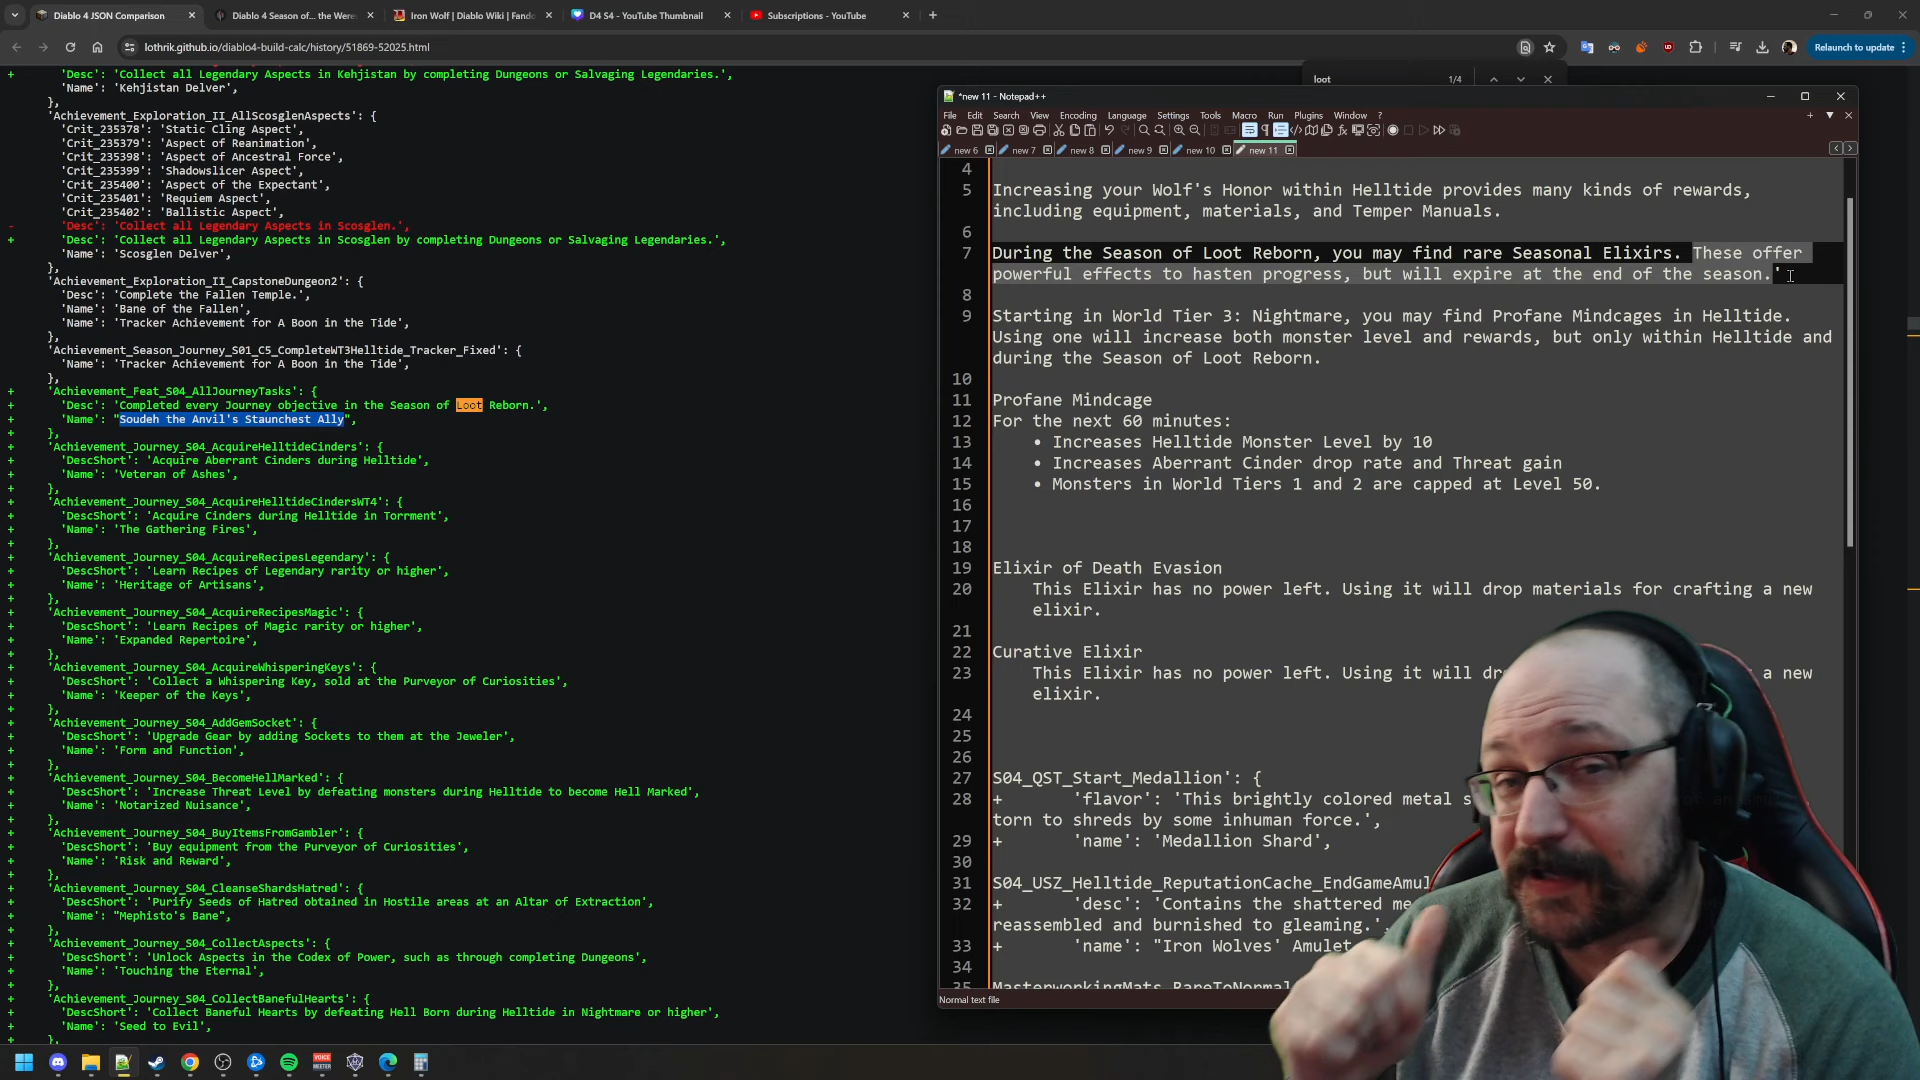 Diablo 4 JSON Comparison
Diablo 4 Season of... the Were
Iron Wolf | Diablo Wiki | Fando
D4 S4 - YouTube Thumbnail
Subscriptions - YouTube
lothrik.github.io/diablo4-build-calc/history/51869-52025.html
Relaunch to update
loot
1/4
+ 'Desc': 'Collect all Legendary Aspects in Kehjistan by completing Dungeons or Salvaging Legendaries.',
'Name': 'Kehjistan Delver',
},
'Achievement_Exploration_II_AllScosglenAspects': {
'Crit_235378': 'Static Cling Aspect',
'Crit_235379': 'Aspect of Reanimation',
'Crit_235398': 'Aspect of Ancestral Force',
'Crit_235399': 'Shadowslicer Aspect',
'Crit_235400': 'Aspect of the Expectant',
'Crit_235401': 'Requiem Aspect',
'Crit_235402': 'Ballistic Aspect',
- 'Desc': 'Collect all Legendary Aspects in Scosglen.',
+ 'Desc': 'Collect all Legendary Aspects in Scosglen by completing Dungeons or Salvaging Legendaries.',
'Name': 'Scosglen Delver',
},
'Achievement_Exploration_II_CapstoneDungeon2': {
'Desc': 'Complete the Fallen Temple.',
'Name': 'Bane of the Fallen',
'Name': 'Tracker Achievement for A Boon in the Tide',
},
'Achievement_Season_Journey_S01_C5_CompleteWT3Helltide_Tracker_Fixed': {
'Name': 'Tracker Achievement for A Boon in the Tide',
},
+ 'Achievement_Feat_S04_AllJourneyTasks': {
+ 'Desc': 'Completed every Journey objective in the Season of Loot Reborn.',
+ 'Name': "Soudeh the Anvil's Staunchest Ally",
+ },
+ 'Achievement_Journey_S04_AcquireHelltideCinders': {
+ 'DescShort': 'Acquire Aberrant Cinders during Helltide',
+ 'Name': 'Veteran of Ashes',
+ },
+ 'Achievement_Journey_S04_AcquireHelltideCindersWT4': {
+ 'DescShort': 'Acquire Cinders during Helltide in Torrment',
+ 'Name': 'The Gathering Fires',
+ },
+ 'Achievement_Journey_S04_AcquireRecipesLegendary': {
+ 'DescShort': 'Learn Recipes of Legendary rarity or higher',
+ 'Name': 'Heritage of Artisans',
+ },
+ 'Achievement_Journey_S04_AcquireRecipesMagic': {
+ 'DescShort': 'Learn Recipes of Magic rarity or higher',
+ 'Name': 'Expanded Repertoire',
+ },
+ 'Achievement_Journey_S04_AcquireWhisperingKeys': {
+ 'DescShort': 'Collect a Whispering Key, sold at the Purveyor of Curiosities',
+ 'Name': 'Keeper of the Keys',
+ },
+ 'Achievement_Journey_S04_AddGemSocket': {
+ 'DescShort': 'Upgrade Gear by adding Sockets to them at the Jeweler',
+ 'Name': 'Form and Function',
+ },
+ 'Achievement_Journey_S04_BecomeHellMarked': {
+ 'DescShort': 'Increase Threat Level by defeating monsters during Helltide to become Hell Marked',
+ 'Name': 'Notarized Nuisance',
+ },
+ 'Achievement_Journey_S04_BuyItemsFromGambler': {
+ 'DescShort': 'Buy equipment from the Purveyor of Curiosities',
+ 'Name': 'Risk and Reward',
+ },
+ 'Achievement_Journey_S04_CleanseShardsHatred': {
+ 'DescShort': 'Purify Seeds of Hatred obtained in Hostile areas at an Altar of Extraction',
+ 'Name': "Mephisto's Bane",
+ },
+ 'Achievement_Journey_S04_CollectAspects': {
+ 'DescShort': 'Unlock Aspects in the Codex of Power, such as through completing Dungeons',
+ 'Name': 'Touching the Eternal',
+ },
+ 'Achievement_Journey_S04_CollectBanefulHearts': {
+ 'DescShort': 'Collect Baneful Hearts by defeating Hell Born during Helltide in Nightmare or higher',
+ 'Name': 'Seed to Evil',
+ },
*new 11 - Notepad++
File Edit Search View Encoding Language Settings Tools Macro Run Plugins Window ?
new 6 new 7 new 8 new 9 new 10 new 11
4
5 Increasing your Wolf's Honor within Helltide provides many kinds of rewards,
including equipment, materials, and Temper Manuals.
6
7 During the Season of Loot Reborn, you may find rare Seasonal Elixirs. These offer
powerful effects to hasten progress, but will expire at the end of the season.'
8
9 Starting in World Tier 3: Nightmare, you may find Profane Mindcages in Helltide.
Using one will increase both monster level and rewards, but only within Helltide and
during the Season of Loot Reborn.
10
11 Profane Mindcage
12 For the next 60 minutes:
13 • Increases Helltide Monster Level by 10
14 • Increases Aberrant Cinder drop rate and Threat gain
15 • Monsters in World Tiers 1 and 2 are capped at Level 50.
16
17
18
19 Elixir of Death Evasion
20 This Elixir has no power left. Using it will drop materials for crafting a new
elixir.
21
22 Curative Elixir
23 This Elixir has no power left. Using it will a new
elixir.
24
25
26
27 S04_QST_Start_Medallion': {
28 + 'flavor': 'This brightly colored metal
torn to shreds by some inhuman force.',
29 + 'name': 'Medallion Shard',
30
31 S04_USZ_Helltide_ReputationCache_EndGameAmul
32 + 'desc': 'Contains the shattered
reassembled and burnished to gleaming.'
33 + 'name': "Iron Wolves' Amulet
34
35 MasterworkingMats_RareToNormal
Normal text file
VOICE
MEETER